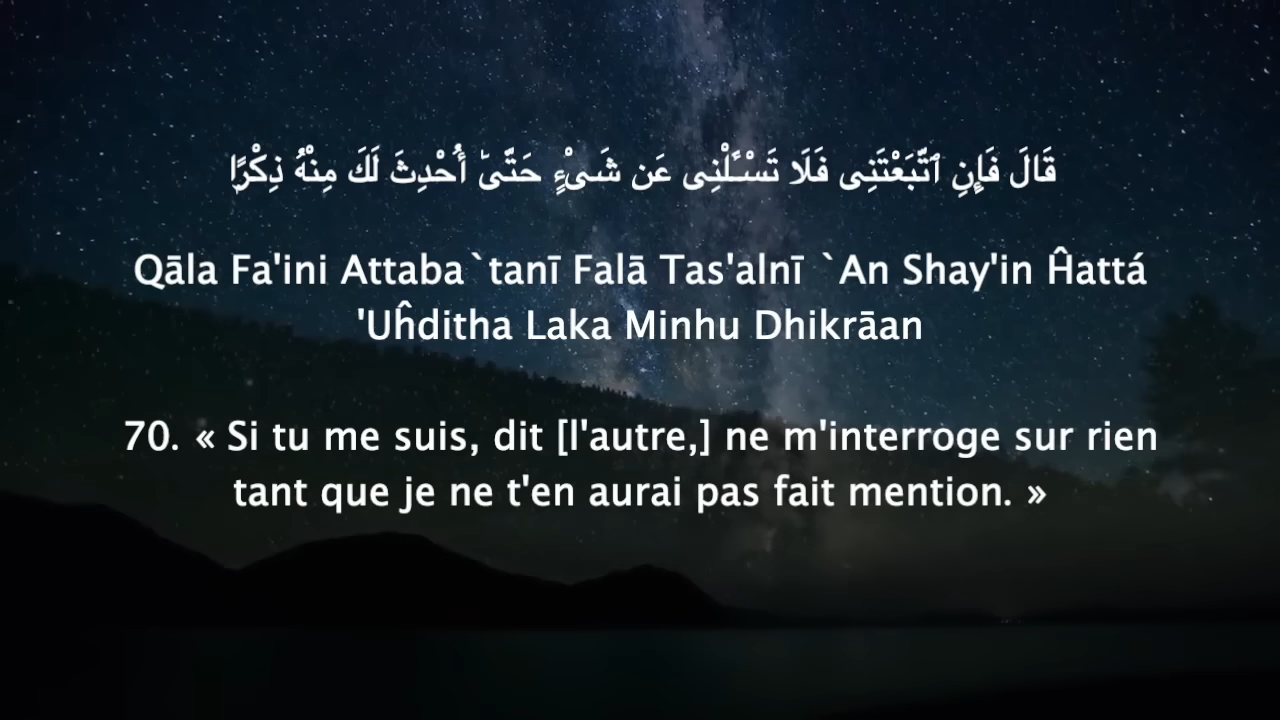 قَالَ فَإِنِ ٱتَّبَعْتَنِى فَلَا تَسْـَٔلْنِى عَن شَىْءٍ حَتَّىٰٓ أُحْدِثَ لَكَ مِنْهُ ذِكْرًا
Qāla Fa'ini Attaba`tanī Falā Tas'alnī `An Shay'in Ĥattá
'Uĥditha Laka Minhu Dhikrāan
70. « Si tu me suis, dit [l'autre,] ne m'interroge sur rien
tant que je ne t'en aurai pas fait mention. »